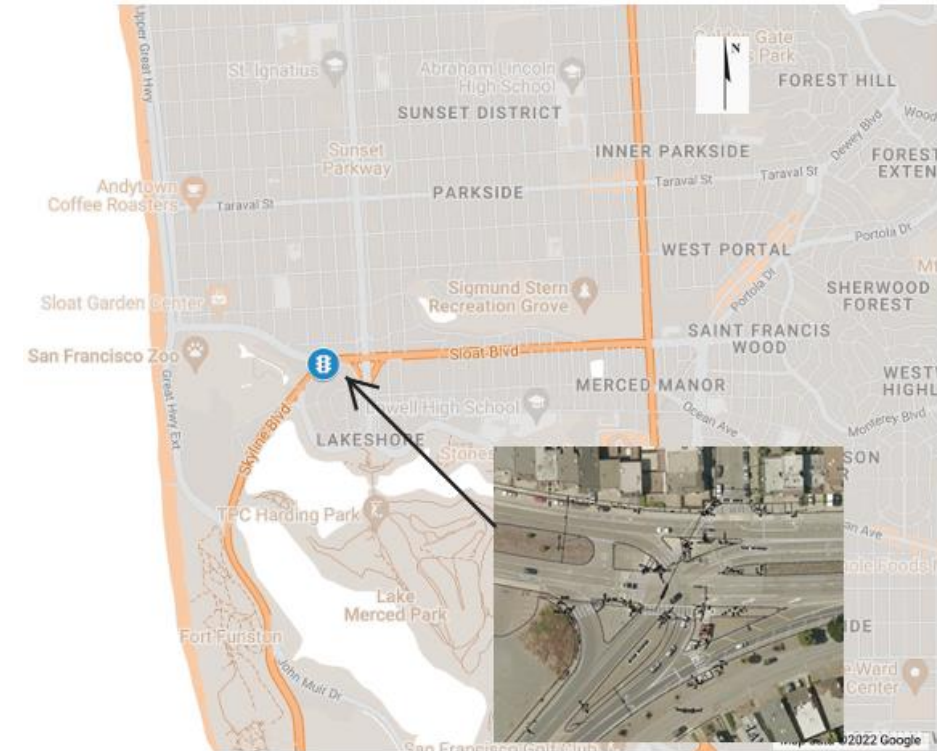 Upper Great Hwy
Golden Gate
Park
N
St. Ignatius
Abraham Lincoln
High School
FOREST HILL
SUNSET DISTRICT
Wood
Dewey Blvd
Sunset
Parkway
INNER PARKSIDE
FOREST
EXTEN
Andytown
Coffee Roasters
Taraval St
PARKSIDE
Taraval St
Taraval St
Portola Dr
WEST PORTAL
Portola Dr
Sloat Garden Center
Sigmund Stern
Recreation Grove
SHERWOOD
FOREST
San Francisco Zoo
Sloat Blvd
SAINT FRANCIS
WOOD
Great Hwy Ext
MERCED MANOR
WEST
HIGHL
Lowell High School
Ocean Ave
Monterey Blvd
Skyline Blvd
LAKESHORE
Stones
SON
TPC Harding Park
an Ave
ole Foods
Lake
Merced Park
Fort Funston
IDE
John Muir Dr
e Ward
Center
San Francisco Golf Club
©2022 Google